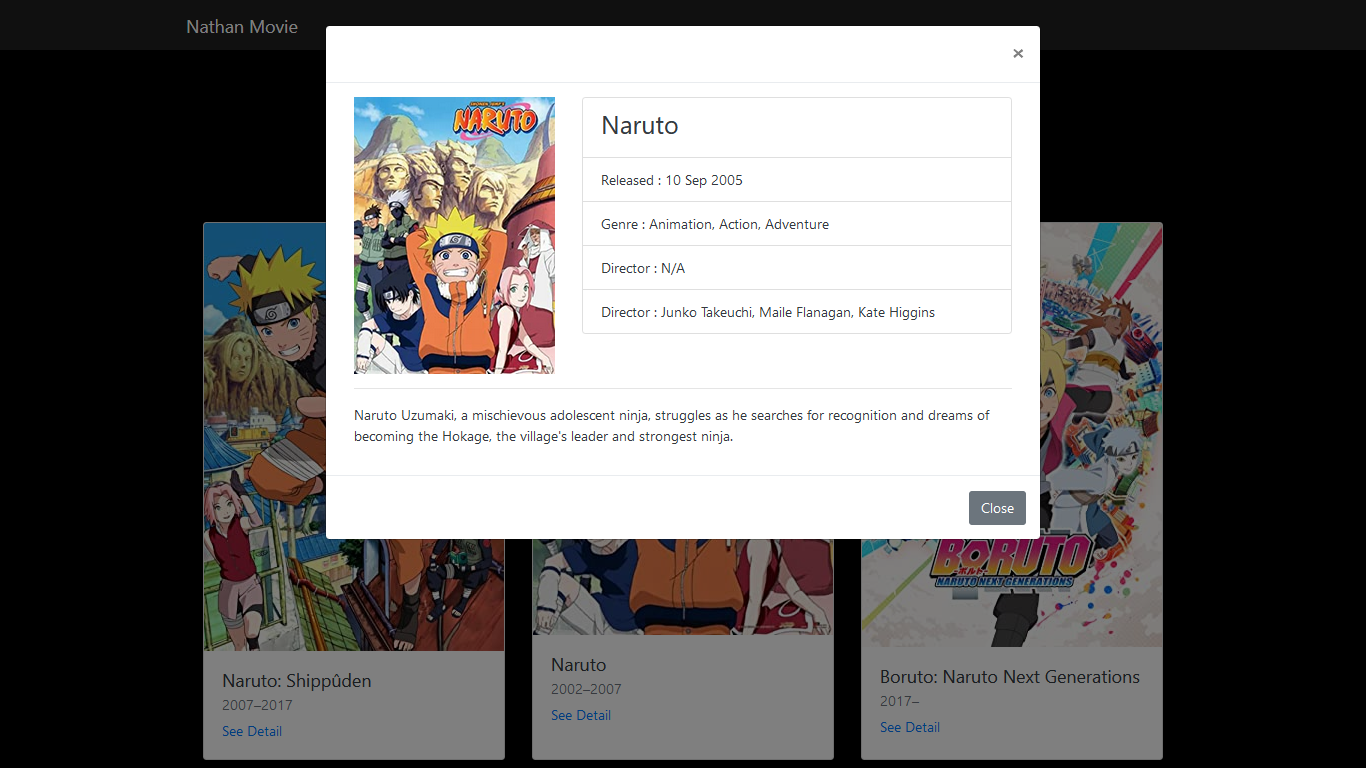 Nathan Movie
×
NARUTO
Naruto
Released : 10 Sep 2005
Genre : Animation, Action, Adventure
Director : N/A
Director : Junko Takeuchi, Maile Flanagan, Kate Higgins
Naruto Uzumaki, a mischievous adolescent ninja, struggles as he searches for recognition and dreams of
becoming the Hokage, the village's leader and strongest ninja.
Close
BORUTO
-ボルト-
NARUTO NEXT GENERATIONS
Naruto: Shippûden
2007–2017
See Detail
Naruto
2002–2007
See Detail
Boruto: Naruto Next Generations
2017–
See Detail